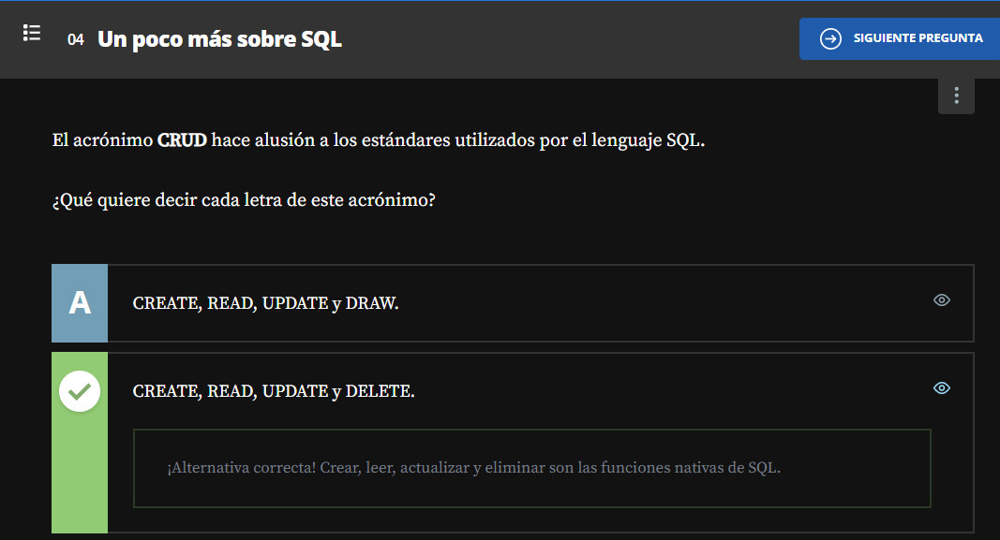 04 Un poco más sobre SQL
SIGUIENTE PREGUNTA
El acrónimo CRUD hace alusión a los estándares utilizados por el lenguaje SQL.
¿Qué quiere decir cada letra de este acrónimo?
A
CREATE, READ, UPDATE y DRAW.
CREATE, READ, UPDATE y DELETE.
¡Alternativa correcta! Crear, leer, actualizar y eliminar son las funciones nativas de SQL.